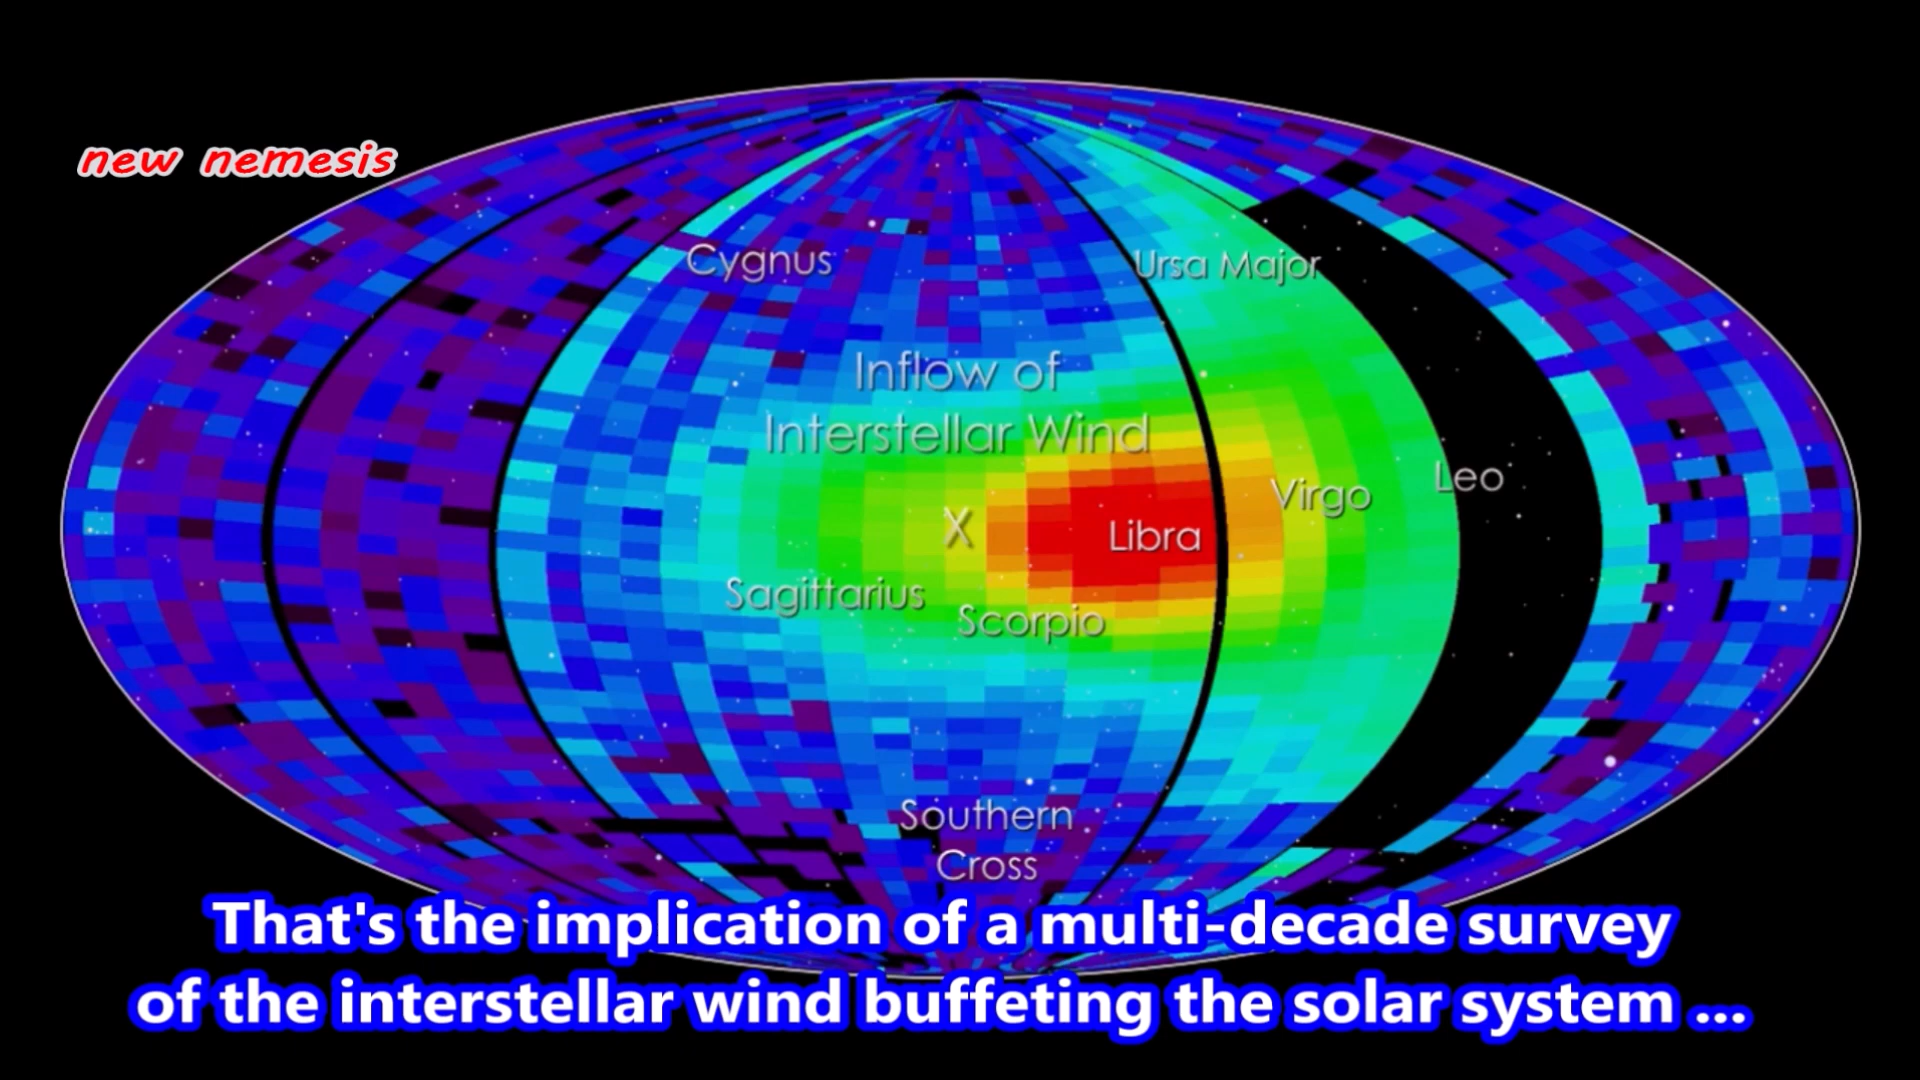 new nemesis
Cygnus
Ursa Major
Inflow of
Interstellar Wind
Virgo
Leo
X
Libra
Sagittarius
Scorpio
Southern
Cross
That's the implication of a multi-decade survey
of the interstellar wind buffeting the solar system ...